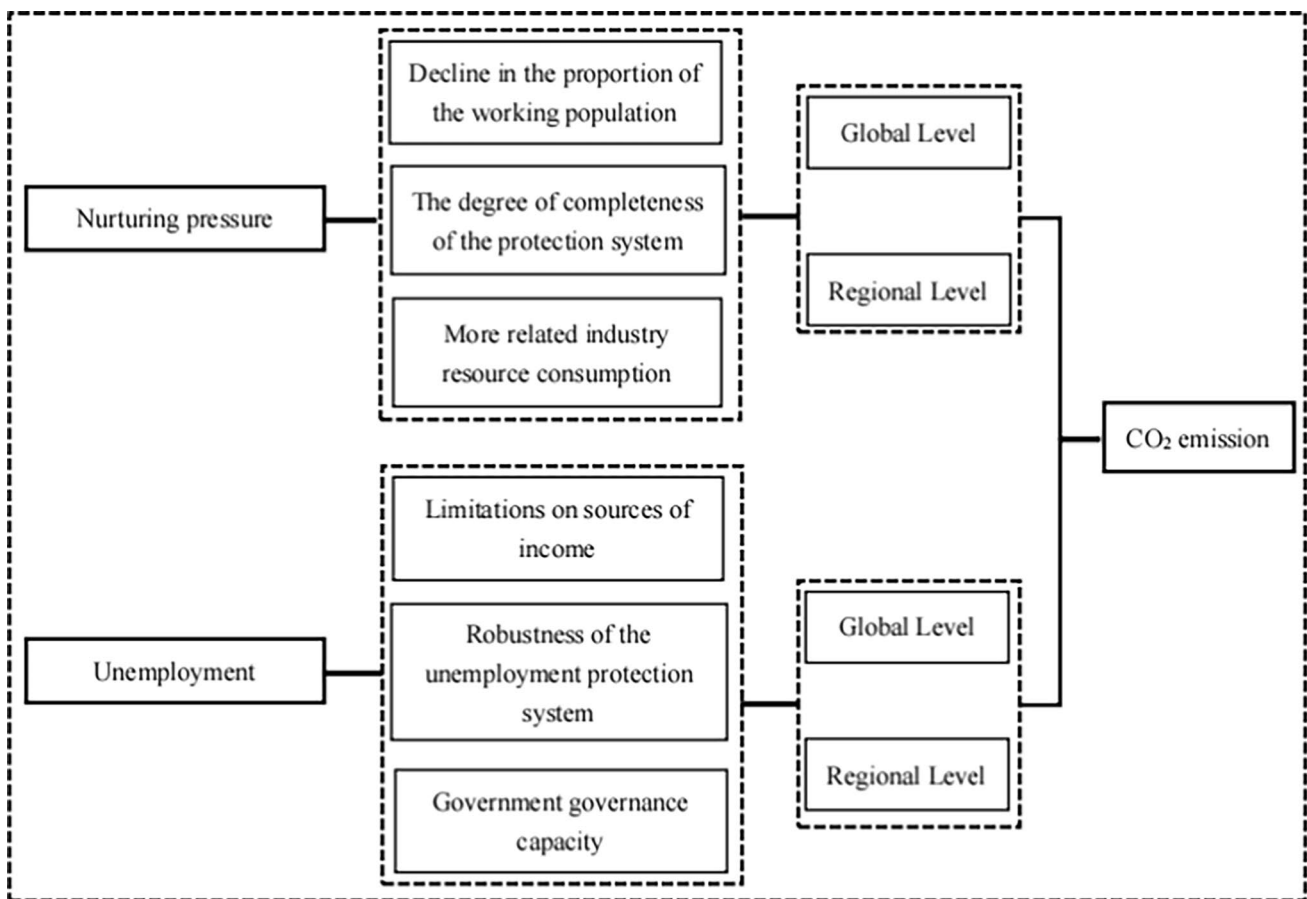 Nurturing pressure
Decline in the proportion of
the working population
The degree of completeness
of the protection system
More related industry
resource consumption
Global Level
Regional Level
Unemployment
Limitations on sources of
income
Robustness of the
unemployment protection
system
Government governance
capacity
Global Level
Regional Level
CO₂ emission